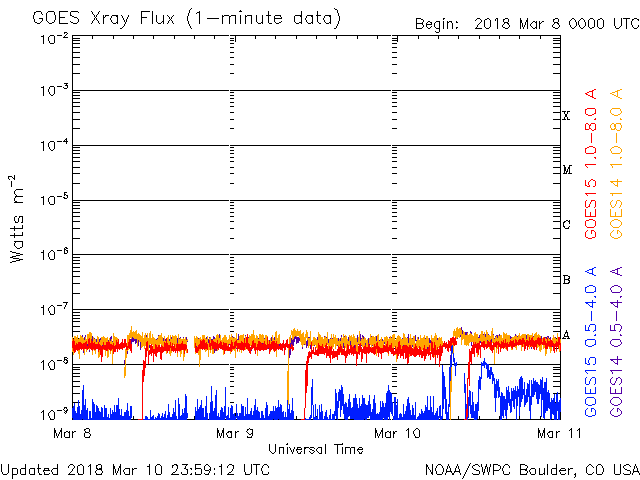 GOES Xray Flux (1-minute data)
Begin: 2018 Mar 8 0000 UTC
10⁻²
10⁻³
10⁻⁴
10⁻⁵
10⁻⁶
10⁻⁷
10⁻⁸
10⁻⁹
Watts m⁻²
X
M
C
B
A
GOES15 1.0-8.0 A
GOES14 1.0-8.0 A
GOES15 0.5-4.0 A
GOES14 0.5-4.0 A
Mar 8 Mar 9 Mar 10 Mar 11
Universal Time
Updated 2018 Mar 10 23:59:12 UTC
NOAA/SWPC Boulder, CO USA